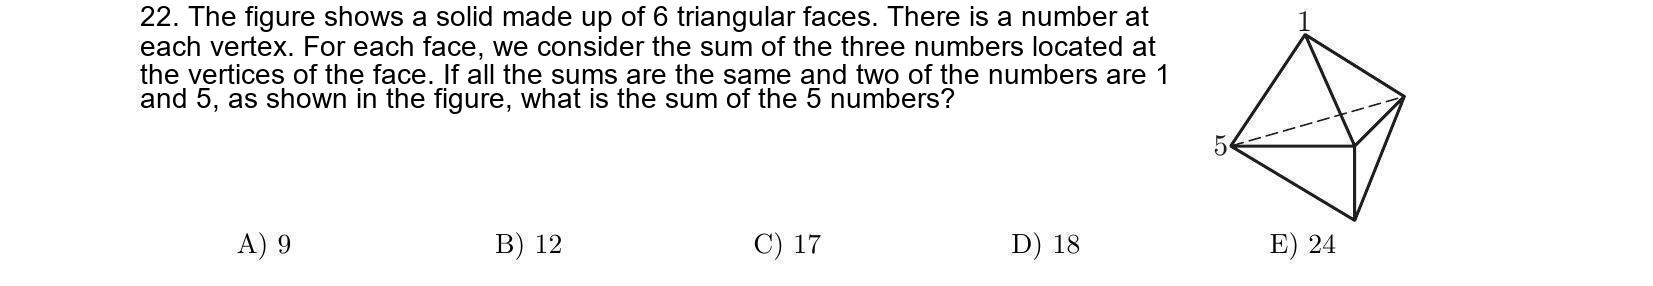 22. The figure shows a solid made up of 6 triangular faces. There is a number at
each vertex. For each face, we consider the sum of the three numbers located at
the vertices of the face. If all the sums are the same and two of the numbers are 1
and 5, as shown in the figure, what is the sum of the 5 numbers?
1
5
A) 9 B) 12 C) 17 D) 18 E) 24